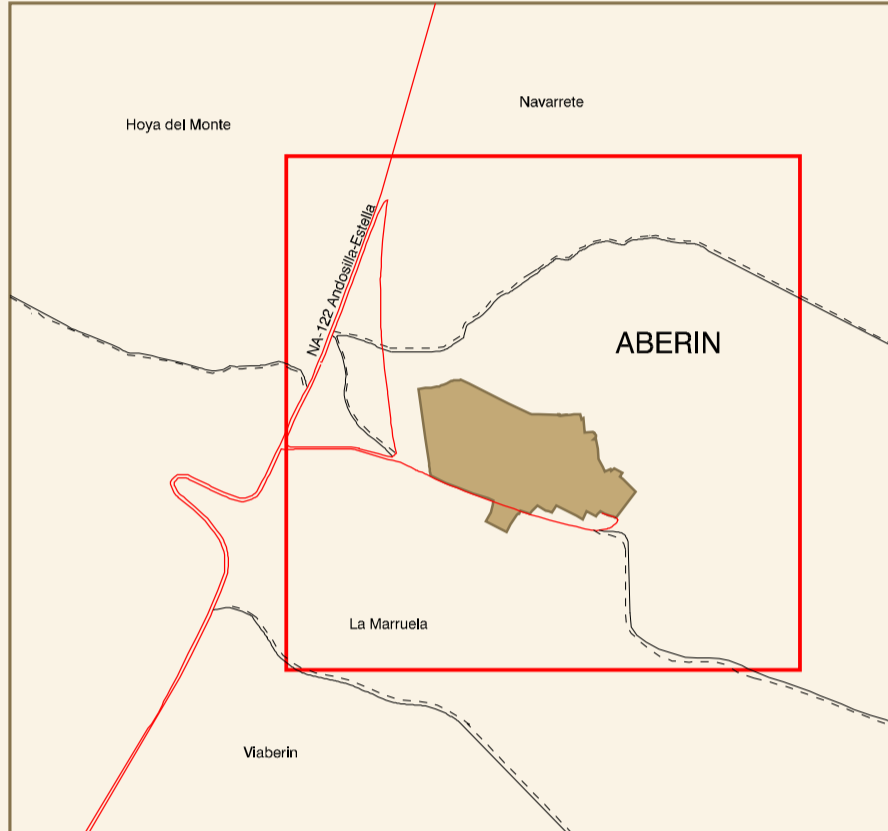 Navarrete
Hoya del Monte
NA-122 Andosilla-Estella
ABERIN
La Marruela
Viaberin